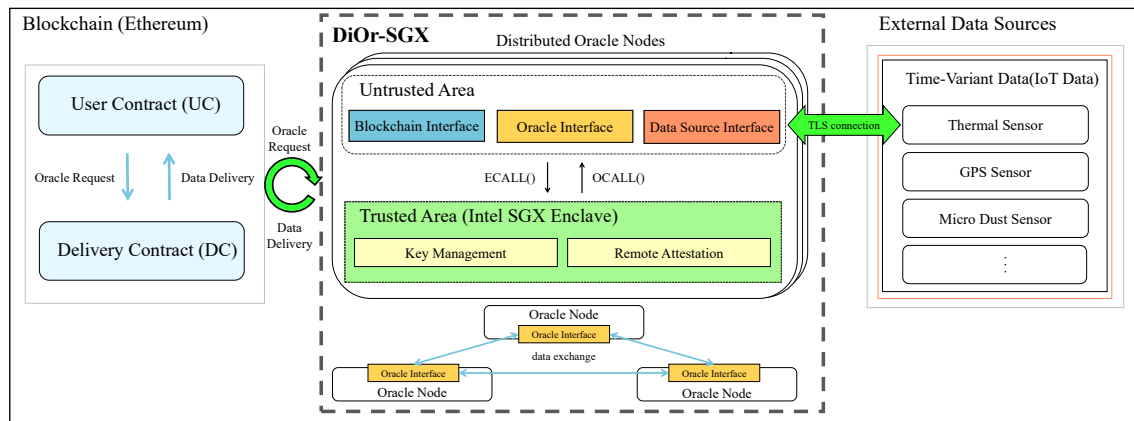 Blockchain (Ethereum)
User Contract (UC)
Oracle Request
Data Delivery
Delivery Contract (DC)
Oracle
Request
Data
Delivery
DiOr-SGX
Distributed Oracle Nodes
Untrusted Area
Blockchain Interface
Oracle Interface
Data Source Interface
ECALL()
OCALL()
Trusted Area (Intel SGX Enclave)
Key Management
Remote Attestation
Oracle Node
Oracle Interface
data exchange
Oracle Interface
Oracle Node
Oracle Interface
Oracle Node
TLS connection
External Data Sources
Time-Variant Data(IoT Data)
Thermal Sensor
GPS Sensor
Micro Dust Sensor
⋮